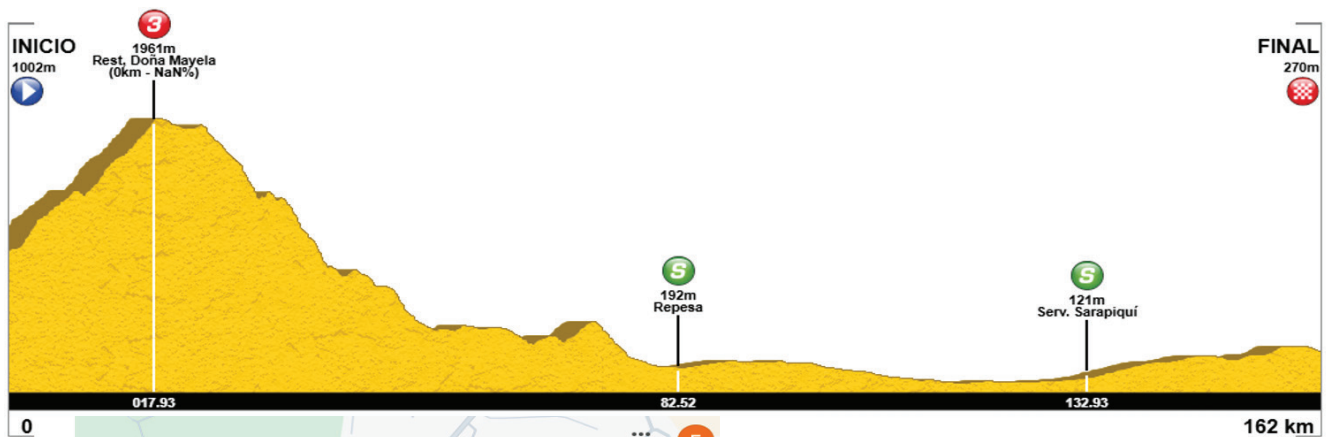 INICIO
1002m
3
1961m
Rest, Doña Mayela
(0km - NaN%)
S
192m
Repesa
S
121m
Serv. Sarapiquí
FINAL
270m
017.93
82.52
132.93
0
162 km